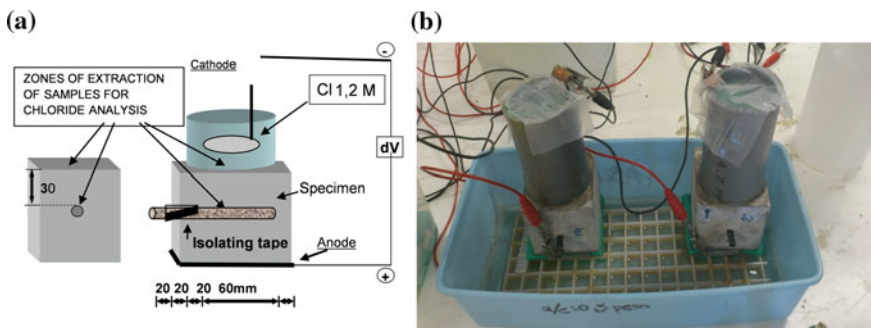 (a)
(b)
ZONES OF EXTRACTION
OF SAMPLES FOR
CHLORIDE ANALYSIS
Cathode
-
Cl 1,2 M
dV
30
Specimen
Isolating tape
Anode
+
20 20 20 60mm